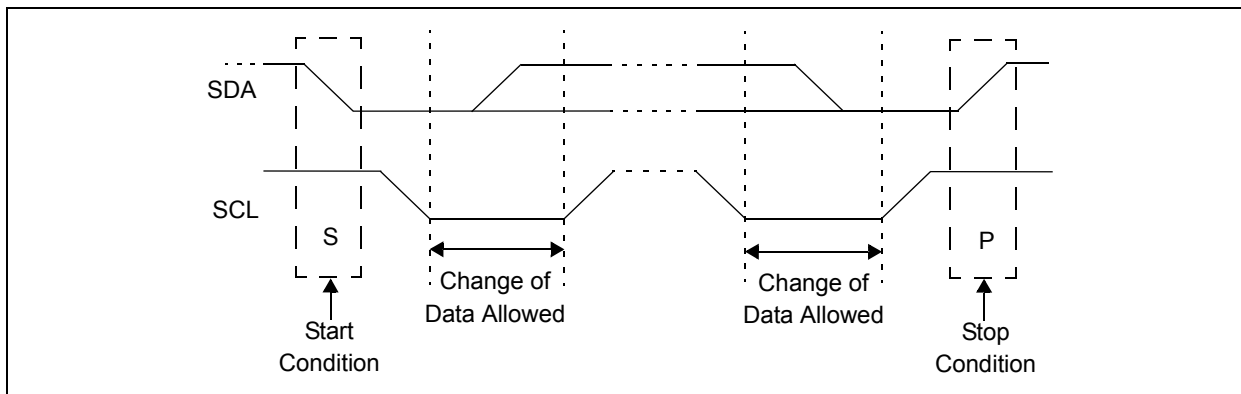 SDA
SCL
S
P
Change of
Data Allowed
Change of
Data Allowed
Start
Condition
Stop
Condition